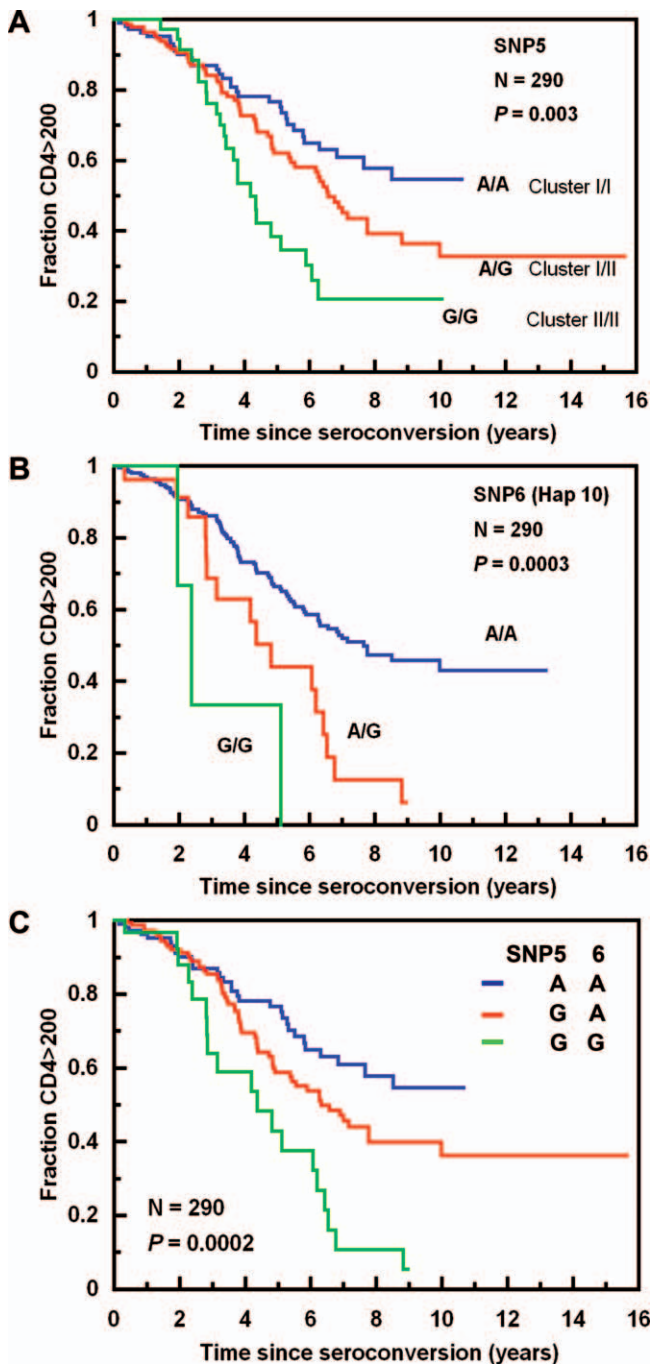 A
1
0.8
0.6
0.4
0.2
0
Fraction CD4>200
SNP5
N = 290
P = 0.003
A/A Cluster I/I
A/G Cluster I/II
G/G Cluster II/II
0 2 4 6 8 10 12 14 16
Time since seroconversion (years)
B
1
0.8
0.6
0.4
0.2
0
Fraction CD4>200
SNP6 (Hap 10)
N = 290
P = 0.0003
A/A
G/G A/G
0 2 4 6 8 10 12 14 16
Time since seroconversion (years)
C
1
0.8
0.6
0.4
0.2
0
Fraction CD4>200
SNP5 6
A A
G A
G G
N = 290
P = 0.0002
0 2 4 6 8 10 12 14 16
Time since seroconversion (years)